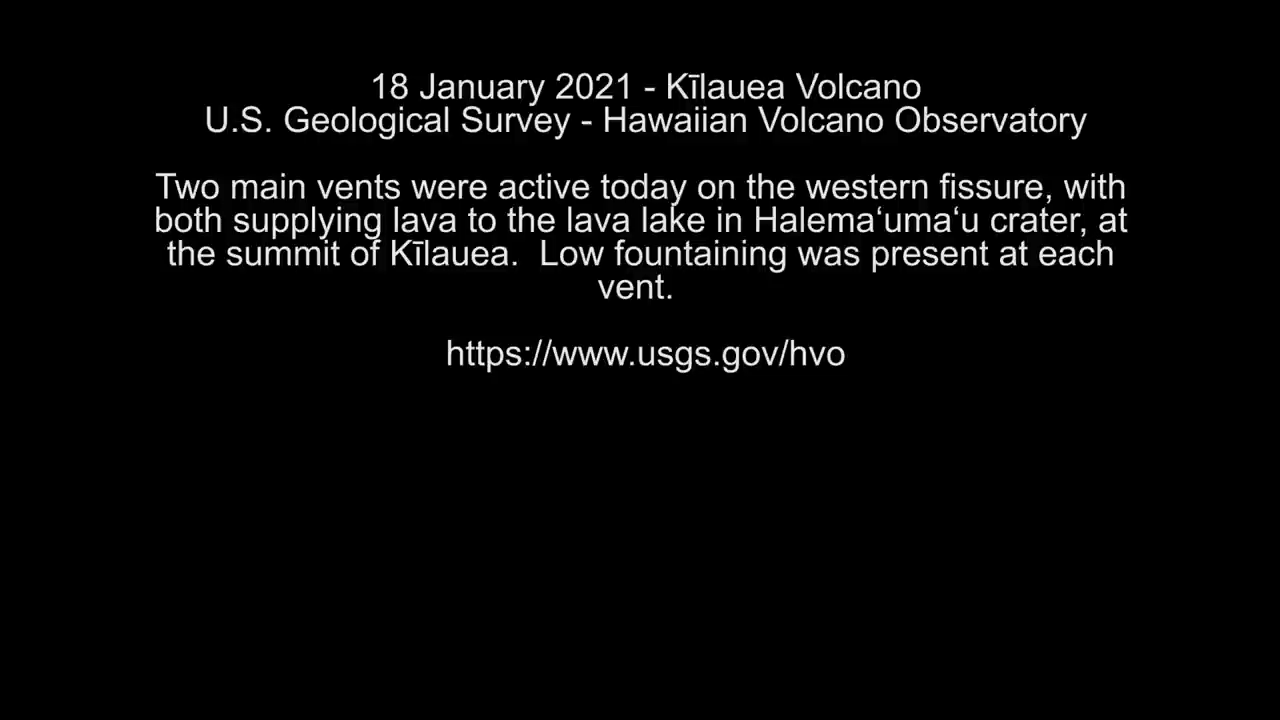 18 January 2021 - Kīlauea Volcano
U.S. Geological Survey - Hawaiian Volcano Observatory
Two main vents were active today on the western fissure, with
both supplying lava to the lava lake in Halemaʻumaʻu crater, at
the summit of Kīlauea.  Low fountaining was present at each
vent.
https://www.usgs.gov/hvo